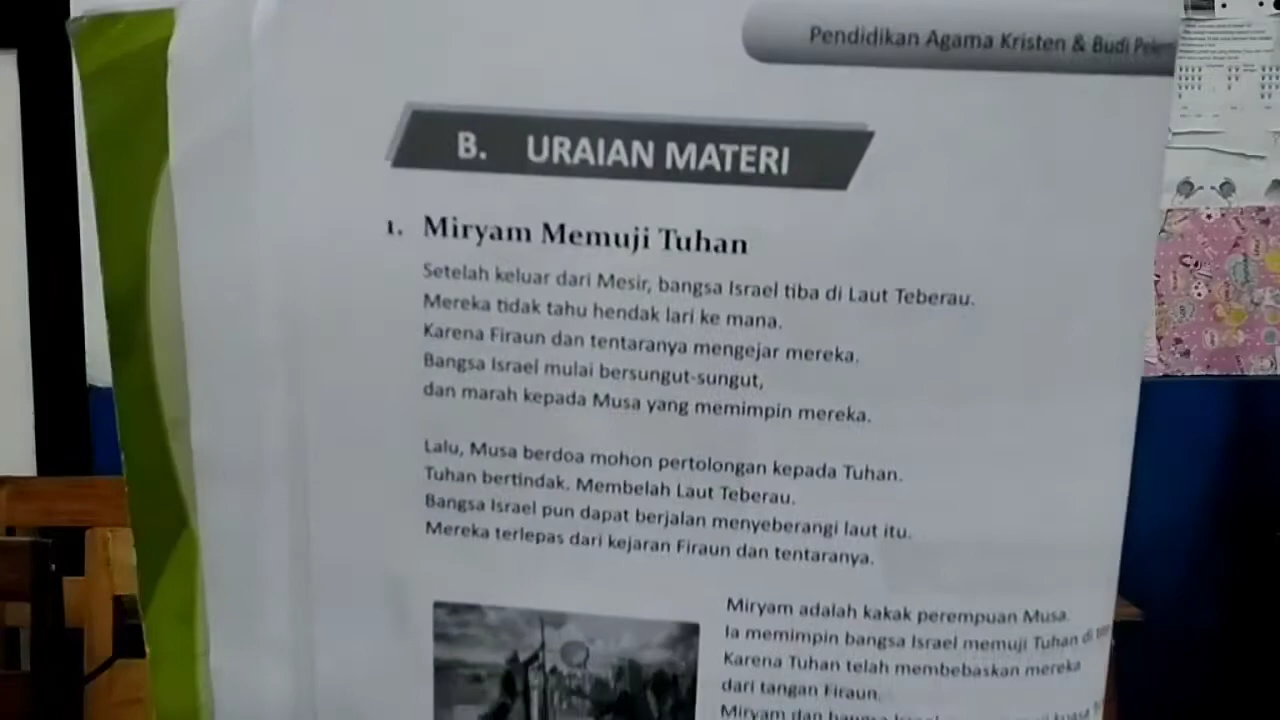 Pendidikan Agama Kristen & Budi
B. URAIAN MATERI
1. Miryam Memuji Tuhan
Setelah keluar dari Mesir, bangsa Israel tiba di Laut Teberau.
Mereka tidak tahu hendak lari ke mana.
Karena Firaun dan tentaranya mengejar mereka.
Bangsa Israel mulai bersungut-sungut,
dan marah kepada Musa yang memimpin mereka.
Lalu, Musa berdoa mohon pertolongan kepada Tuhan.
Tuhan bertindak. Membelah Laut Teberau.
Bangsa Israel pun dapat berjalan menyeberangi laut itu.
Mereka terlepas dari kejaran Firaun dan tentaranya.
Miryam adalah kakak perempuan Musa.
Ia memimpin bangsa Israel memuji Tuhan di
Karena Tuhan telah membebaskan mereka
dari tangan Firaun.
Miryam dan bangsa